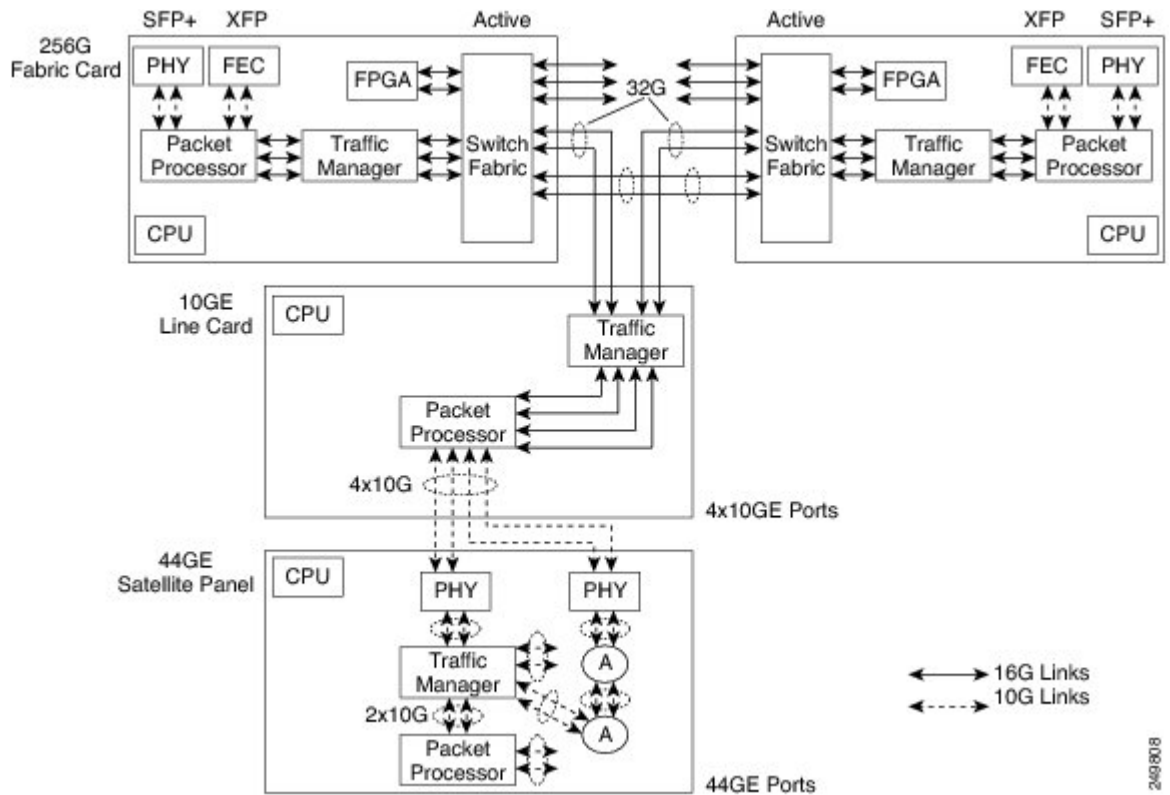 SFP+ XFP Active Active XFP SFP+
256G
Fabric Card
PHY FEC FPGA 32G FPGA FEC PHY
Packet
Processor
Traffic
Manager
Switch
Fabric
Switch
Fabric
Traffic
Manager
Packet
Processor
CPU CPU
10GE
Line Card
CPU
Traffic
Manager
Packet
Processor
4x10G
4x10GE Ports
44GE
Satellite Panel
CPU
PHY PHY
Traffic
Manager
A
2x10G
A
Packet
Processor
16G Links
10G Links
44GE Ports
249808